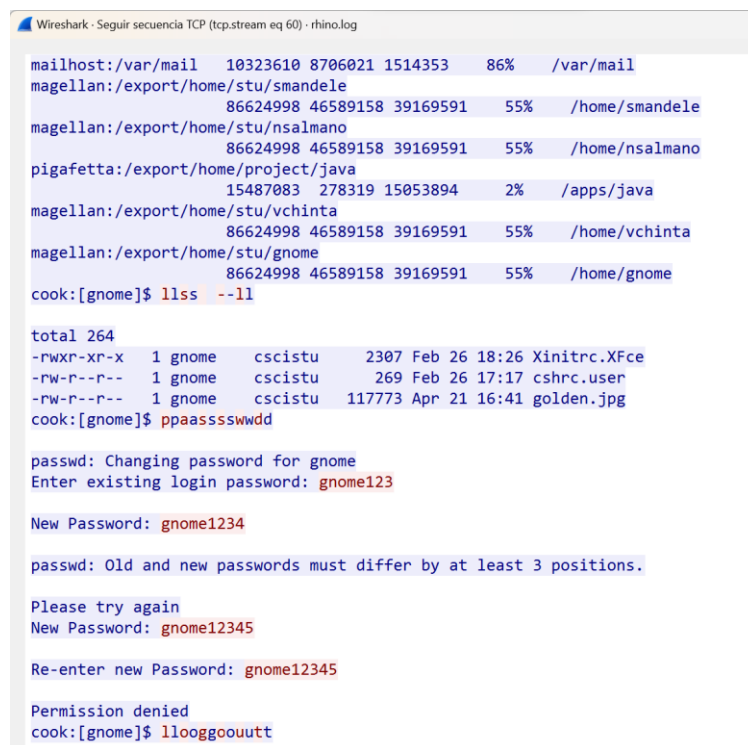 Wireshark · Seguir secuencia TCP (tcp.stream eq 60) · rhino.log
mailhost:/var/mail 10323610 8706021 1514353 86% /var/mail
magellan:/export/home/stu/smandele
86624998 46589158 39169591 55% /home/smandele
magellan:/export/home/stu/nsalmano
86624998 46589158 39169591 55% /home/nsalmano
pigafetta:/export/home/project/java
15487083 278319 15053894 2% /apps/java
magellan:/export/home/stu/vchinta
86624998 46589158 39169591 55% /home/vchinta
magellan:/export/home/stu/gnome
86624998 46589158 39169591 55% /home/gnome
cook:[gnome]$ llss  --ll
total 264
-rwxr-xr-x 1 gnome cscistu 2307 Feb 26 18:26 Xinitrc.XFce
-rw-r--r-- 1 gnome cscistu 269 Feb 26 17:17 cshrc.user
-rw-r--r-- 1 gnome cscistu 117773 Apr 21 16:41 golden.jpg
cook:[gnome]$ ppaasssswwdd
passwd: Changing password for gnome
Enter existing login password: gnome123
New Password: gnome1234
passwd: Old and new passwords must differ by at least 3 positions.
Please try again
New Password: gnome12345
Re-enter new Password: gnome12345
Permission denied
cook:[gnome]$ llooggoouutt